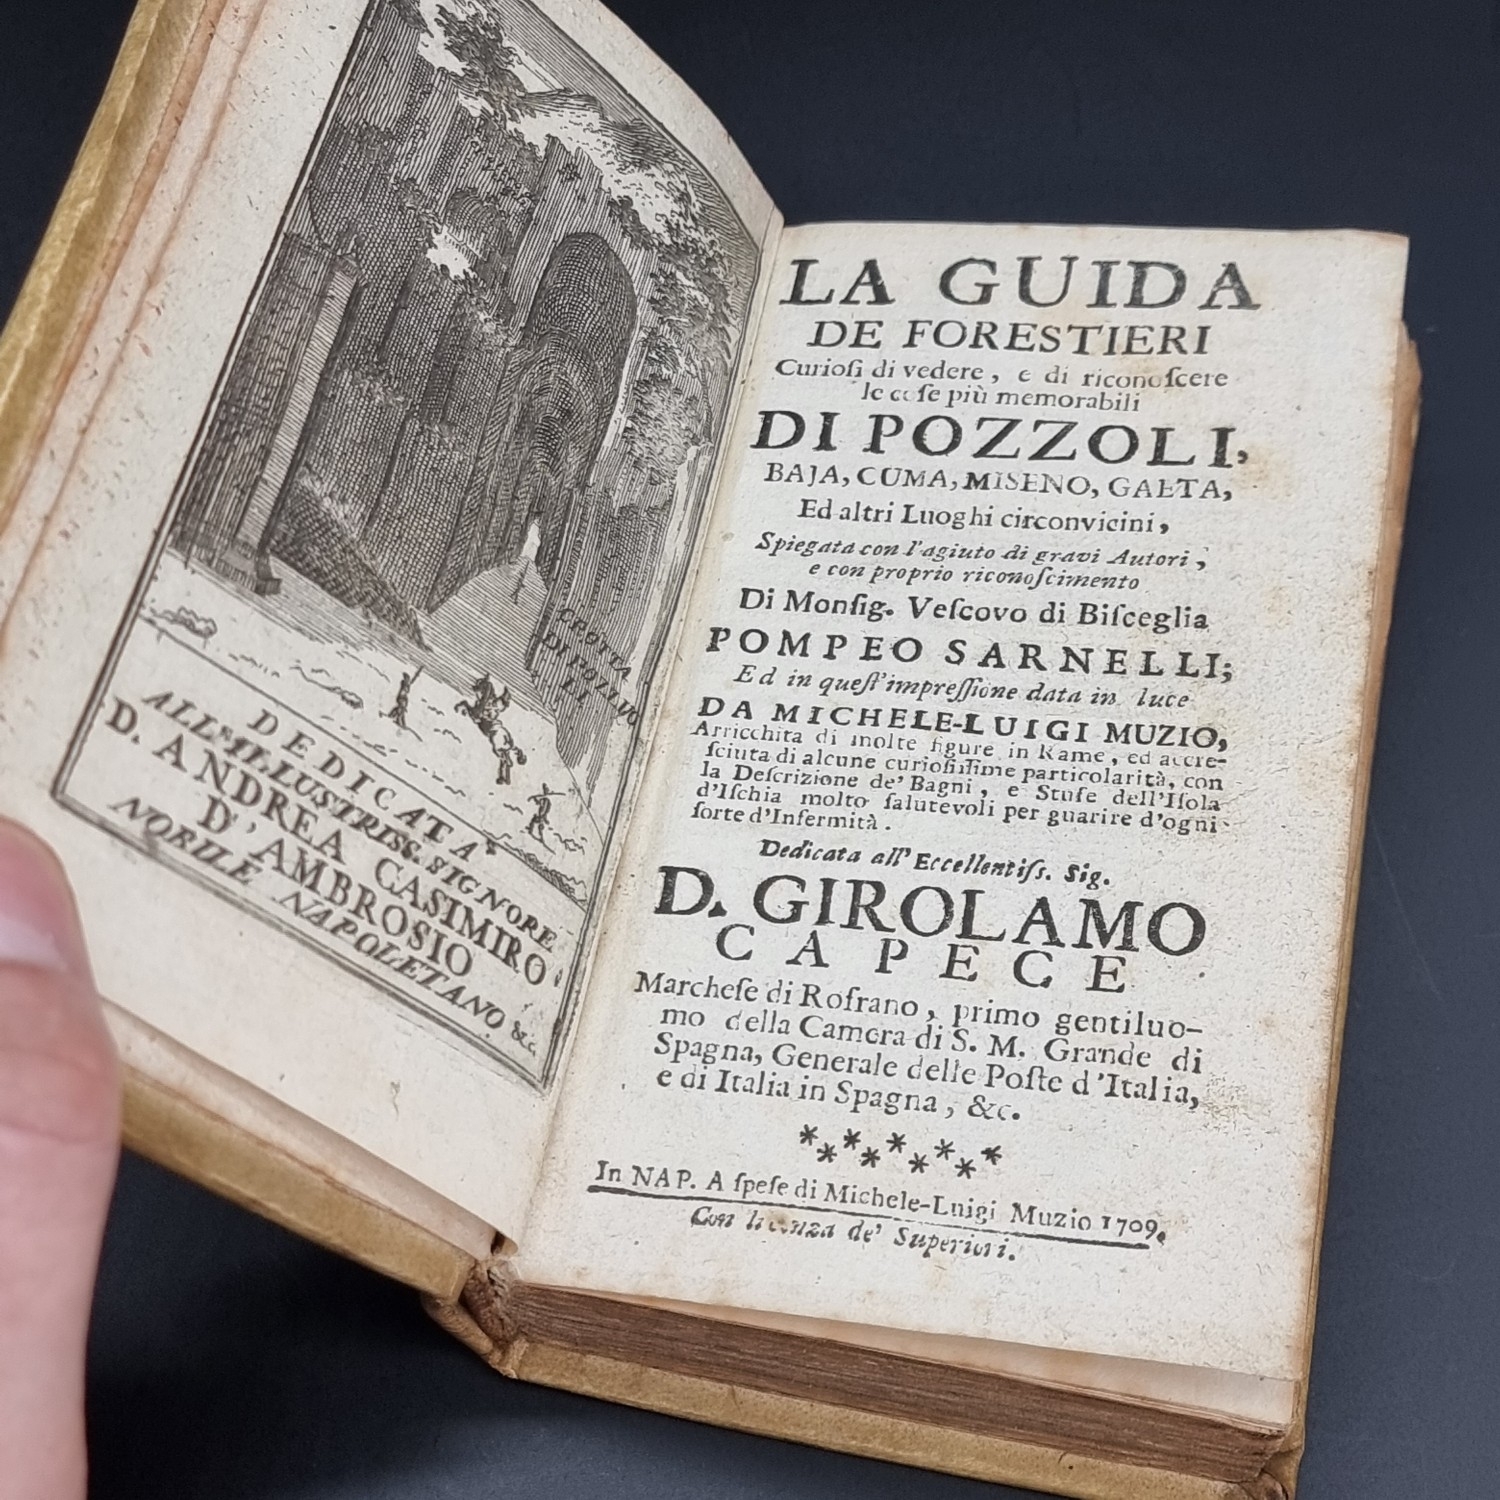 GROTTA
DI POZZUO
LI
DEDICATA
ALL'ILLUSTRISS. SIGNORE
D. ANDREA CASIMIRO
D'AMBROSIO
NOBILE NAPOLETANO &c.
LA GUIDA
DE FORESTIERI
Curioſi di vedere, e di riconoſcere
le coſe più memorabili
DI POZZOLI,
BAJA, CUMA, MISENO, GAETA,
Ed altri Luoghi circonvicini,
Spiegata con l'agiuto di gravi Autori,
e con proprio riconoſcimento
Di Monſig. Veſcovo di Biſceglia
POMPEO SARNELLI;
Ed in queſt'impreſſione data in luce
DA MICHELE-LUIGI MUZIO,
Arricchita di molte figure in Rame, ed accre-
ſciuta di alcune curioſiſſime particolarità, con
la Deſcrizione de' Bagni, e Stufe dell'Iſola
d'Iſchia molto ſalutevoli per guarire d'ogni
ſorte d'Infermità.
Dedicata all' Eccellentiſs. Sig.
D. GIROLAMO
CAPECE
Marcheſe di Rofrano, primo gentiluo-
mo della Camera di S. M. Grande di
Spagna, Generale delle Poſte d'Italia,
e di Italia in Spagna, &c.
In NAP. A ſpeſe di Michele-Luigi Muzio 1709.
Con licenza de' Superiori.